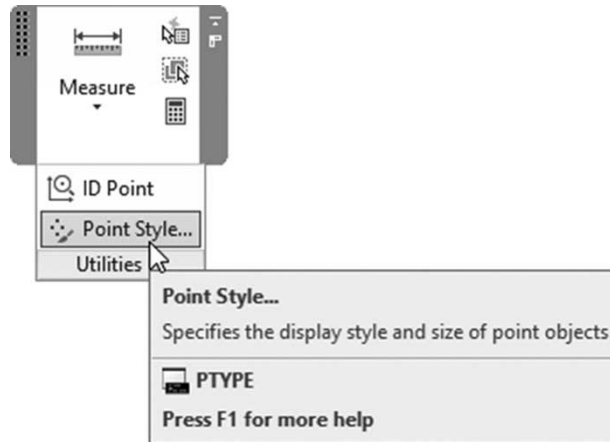 Measure
ID Point
Point Style...
Utilities
Point Style...
Specifies the display style and size of point objects
PTYPE
Press F1 for more help